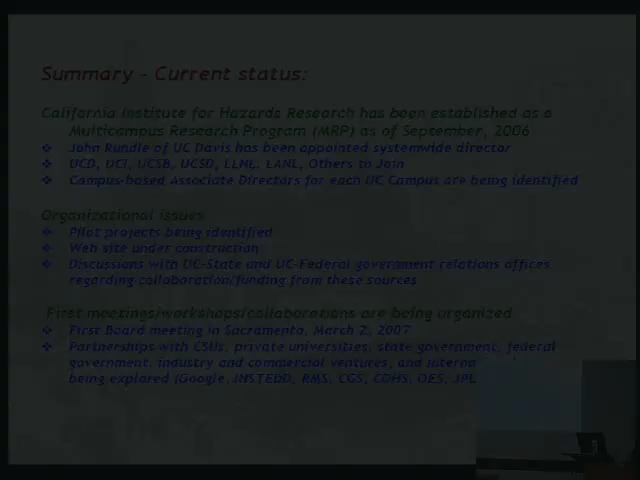 Summary - Current status:
California Institute for Hazards Research has been established as a
Multicampus Research Program (MRP) as of September, 2006
❖ John Rundle of UC Davis has been appointed systemwide director
❖ UCD, UCI, UCSB, UCSD, LLNL, LANL, Others to Join
❖ Campus-based Associate Directors for each UC Campus are being identified
Organizational issues
❖ Pilot projects being identified
❖ Web site under construction
❖ Discussions with UC-State and UC-Federal government relations offices
regarding collaboration/funding from these sources
First meetings/workshops/collaborations are being organized
❖ First Board meeting in Sacramento, March 2, 2007
❖ Partnerships with CSUs, private universities, state government, federal
government, industry and commercial ventures, and
being explored (Google, INSTEDD, RMS, CGS, CDHS, OES, JPL